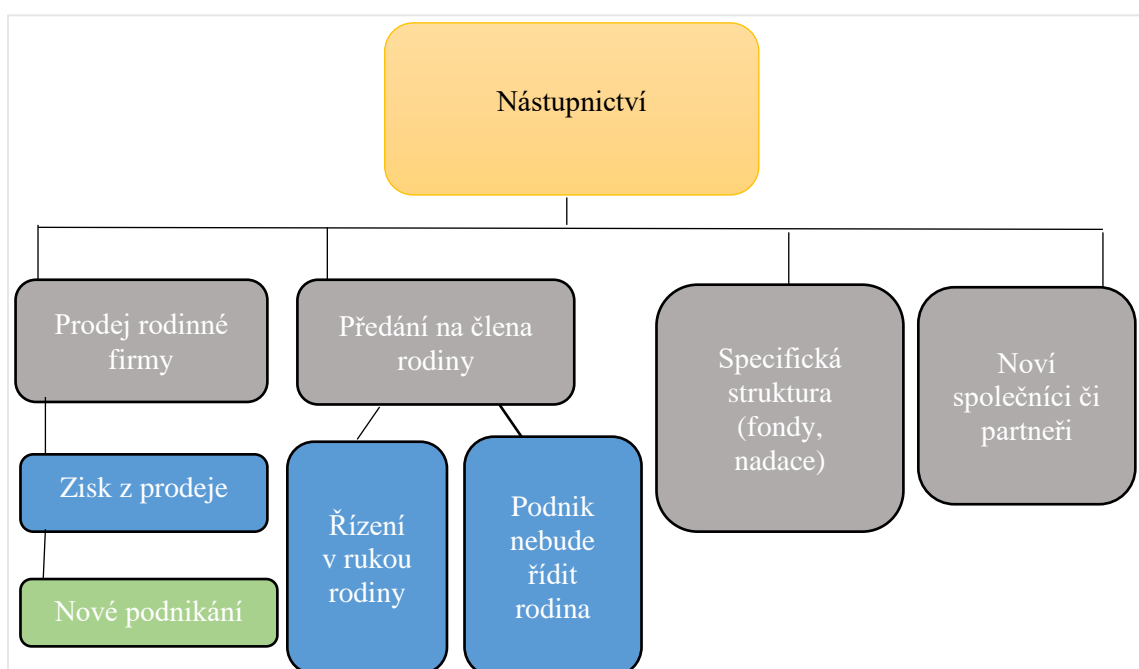 Nástupnictví
Prodej rodinné
firmy
Předání na člena
rodiny
Specifická
struktura
(fondy,
nadace)
Noví
společníci či
partneři
Zisk z prodeje
Řízení
v rukou
rodiny
Podnik
nebude
řídit
rodina
Nové podnikání